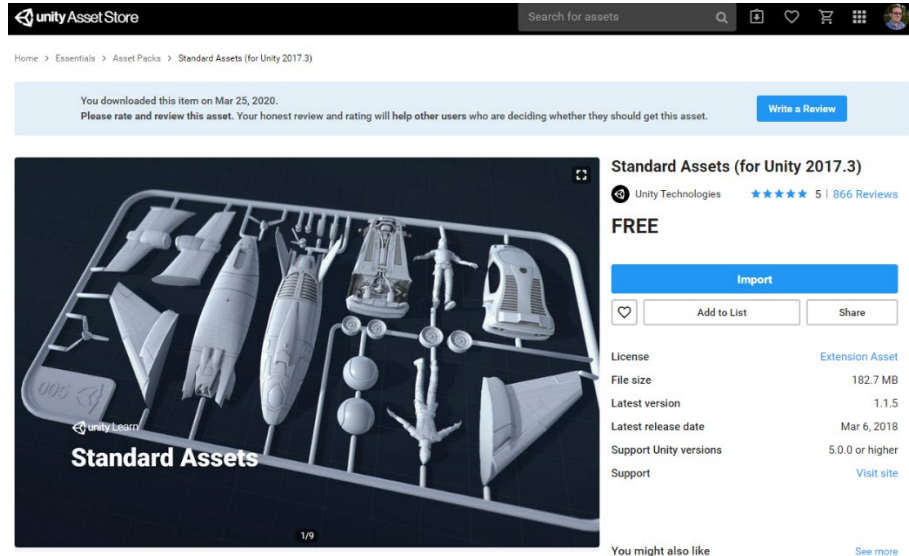 unity Asset Store
Search for assets
Home > Essentials > Asset Packs > Standard Assets (for Unity 2017.3)
You downloaded this item on Mar 25, 2020.
Please rate and review this asset. Your honest review and rating will help other users who are deciding whether they should get this asset.
Write a Review
005
unity Learn
Standard Assets
1/9
Standard Assets (for Unity 2017.3)
Unity Technologies ★★★★★ 5 | 866 Reviews
FREE
Import
Add to List
Share
License Extension Asset
File size 182.7 MB
Latest version 1.1.5
Latest release date Mar 6, 2018
Support Unity versions 5.0.0 or higher
Support Visit site
You might also like See more